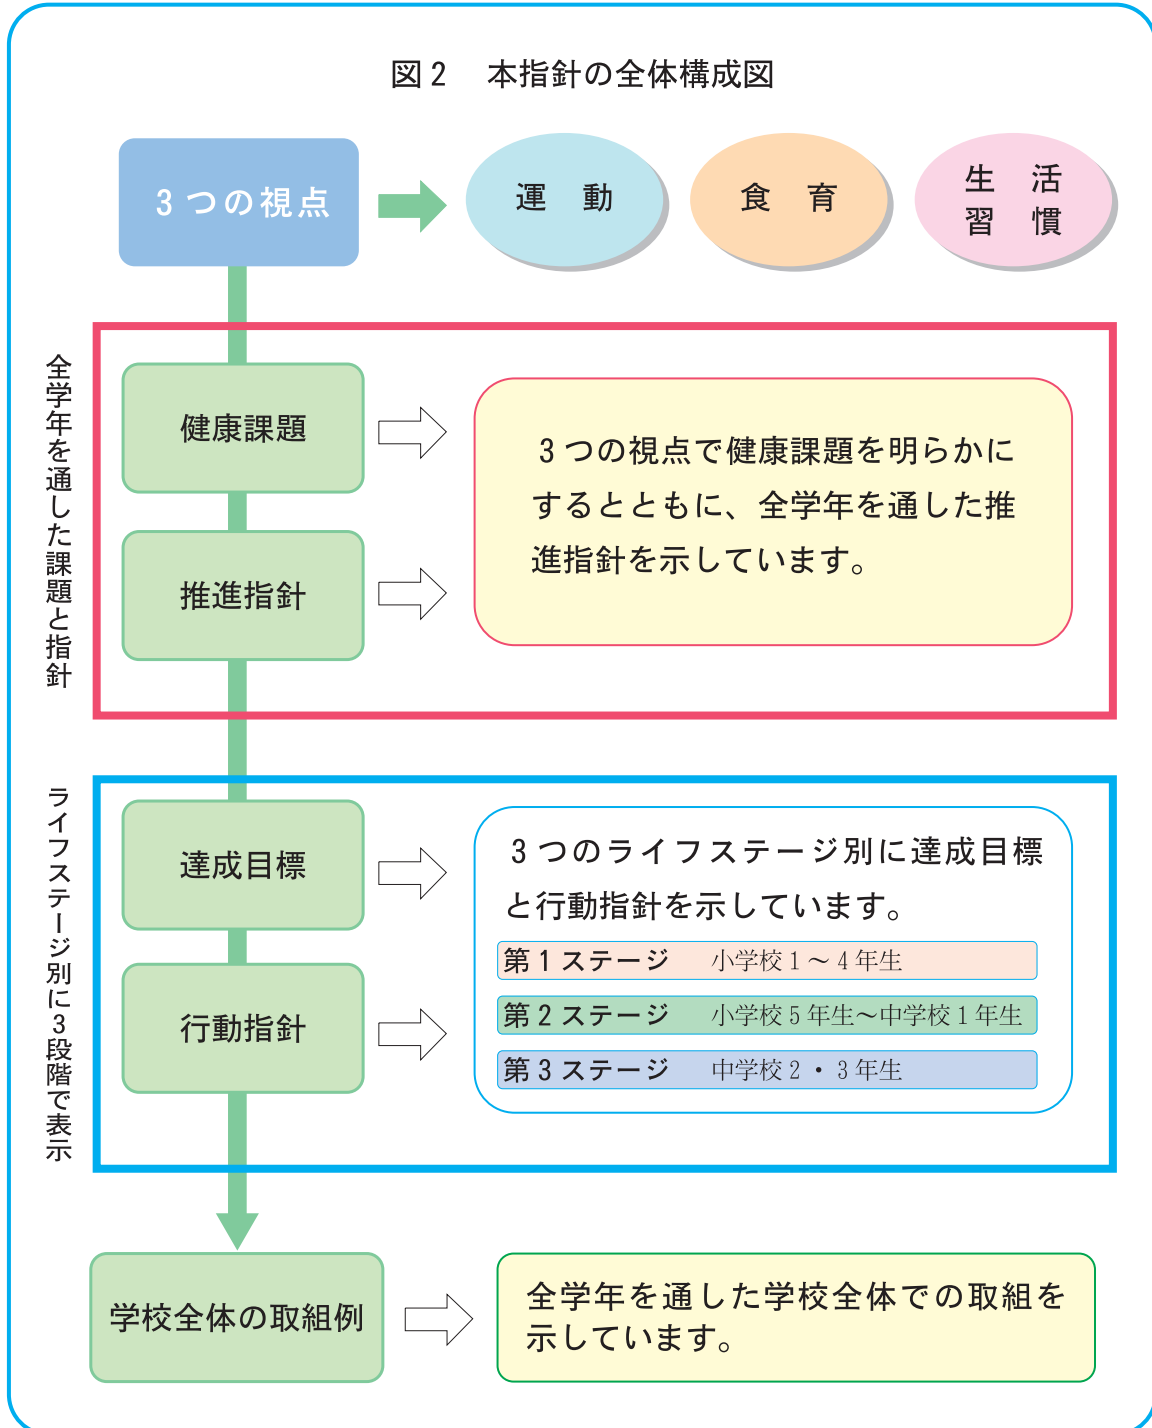 図2　本指針の全体構成図
3つの視点
運　動
食　育
生　活
習　慣
全学年を通した課題と指針
健康課題
推進指針
3つの視点で健康課題を明らかに
するとともに、全学年を通した推
進指針を示しています。
ライフステージ別に3段階で表示
達成目標
行動指針
3つのライフステージ別に達成目標
と行動指針を示しています。
第1ステージ　小学校1～4年生
第2ステージ　小学校5年生～中学校1年生
第3ステージ　中学校2・3年生
学校全体の取組例
全学年を通した学校全体での取組を
示しています。